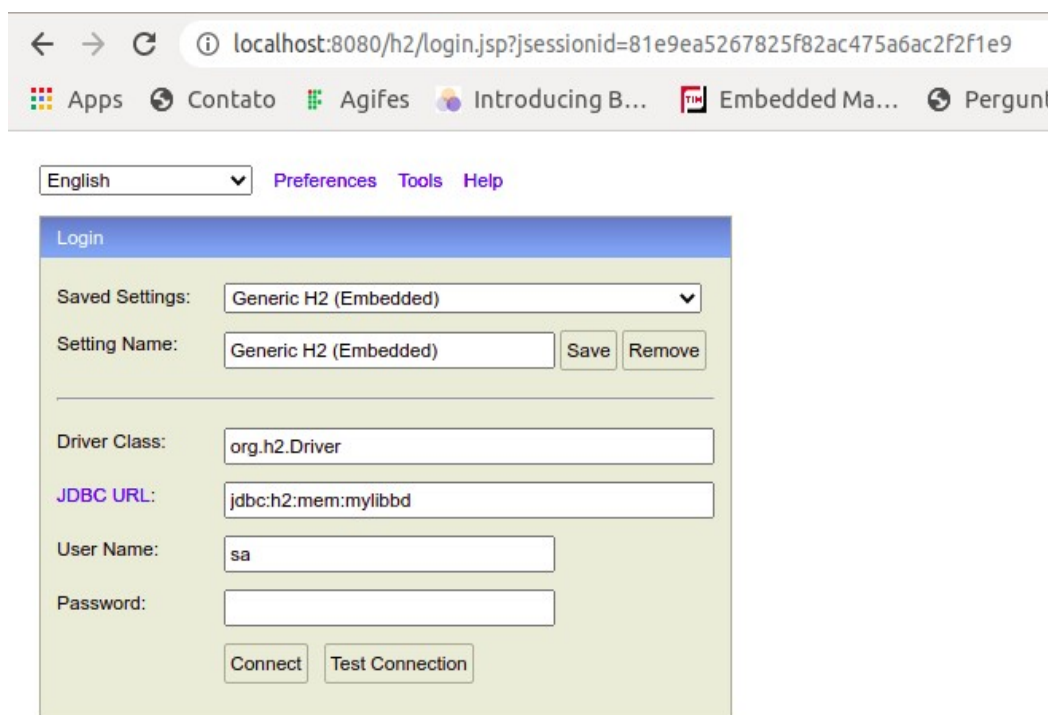 localhost:8080/h2/login.jsp?jsessionid=81e9ea5267825f82ac475a6ac2f2f1e9
Apps Contato Agifes Introducing B... TIM Embedded Ma... Pergunt
English Preferences Tools Help
Login
Saved Settings: Generic H2 (Embedded)
Setting Name: Generic H2 (Embedded) Save Remove
Driver Class: org.h2.Driver
JDBC URL: jdbc:h2:mem:mylibbd
User Name: sa
Password:
Connect Test Connection